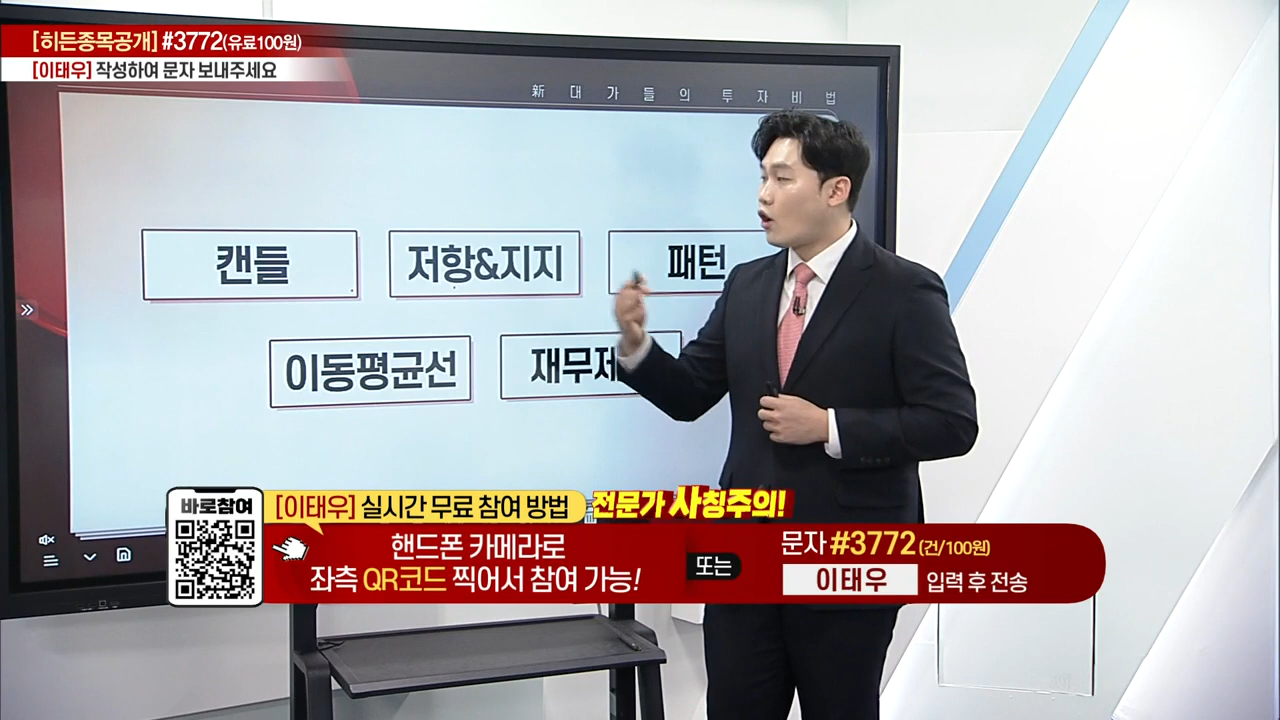 [히든종목공개] #3772(유료100원)
[이태우] 작성하여 문자 보내주세요
新대가들의 투자비법
캔들
저항&지지
패턴
이동평균선
재무제
바로참여
[이태우] 실시간 무료 참여 방법
전문가 사칭주의!
핸드폰 카메라로
좌측 QR코드 찍어서 참여 가능!
또는
문자 #3772 (건/100원)
이태우 입력 후 전송